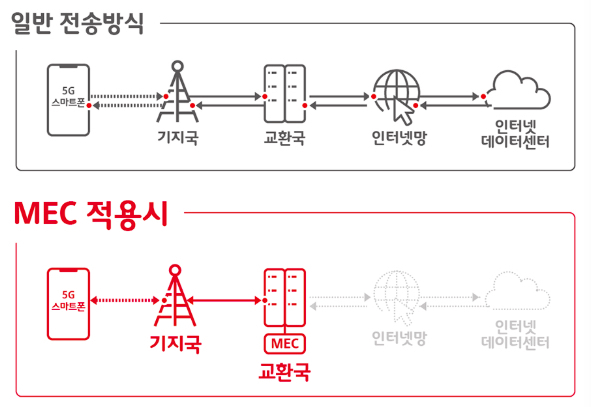 일반 전송방식
5G
스마트폰
기지국
교환국
인터넷망
인터넷
데이터센터
MEC 적용시
5G
스마트폰
기지국
MEC
교환국
인터넷망
인터넷
데이터센터